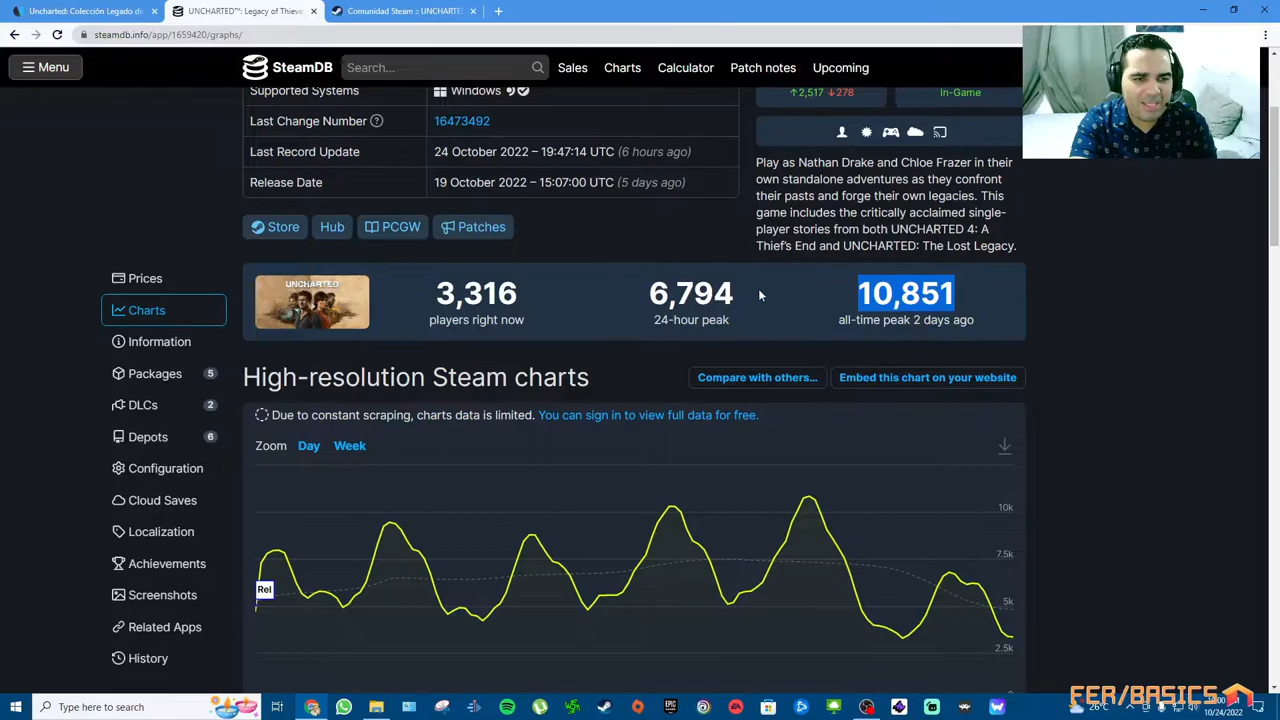 Uncharted: Colección Legado de
UNCHARTED™: Legacy of Thieve
Comunidad Steam :: UNCHARTED
steamdb.info/app/1659420/graphs/
Menu
SteamDB
Search...
Sales
Charts
Calculator
Patch notes
Upcoming
Supported Systems
Windows
↑2,517 ↓278
In-Game
Last Change Number
16473492
Last Record Update
24 October 2022 – 19:47:14 UTC (6 hours ago)
Release Date
19 October 2022 – 15:07:00 UTC (5 days ago)
Play as Nathan Drake and Chloe Frazer in their
own standalone adventures as they confront
their pasts and forge their own legacies. This
game includes the critically acclaimed single-
player stories from both UNCHARTED 4: A
Thief's End and UNCHARTED: The Lost Legacy.
Store
Hub
PCGW
Patches
Prices
Charts
Information
Packages 5
DLCs 2
Depots 6
Configuration
Cloud Saves
Localization
Achievements
Screenshots
Related Apps
History
UNCHARTED
3,316
players right now
6,794
24-hour peak
10,851
all-time peak 2 days ago
High-resolution Steam charts
Compare with others...
Embed this chart on your website
Due to constant scraping, charts data is limited. You can sign in to view full data for free.
Zoom Day Week
10k
7.5k
5k
2.5k
0
Rel
Type here to search
26°C
10/24/2022
FER/BASICS